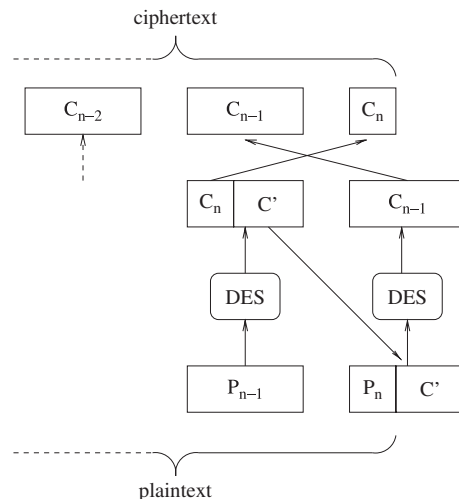 ciphertext
C_{n−2} C_{n−1} C_n
C_n C' C_{n−1}
DES DES
P_{n−1} P_n C'
plaintext